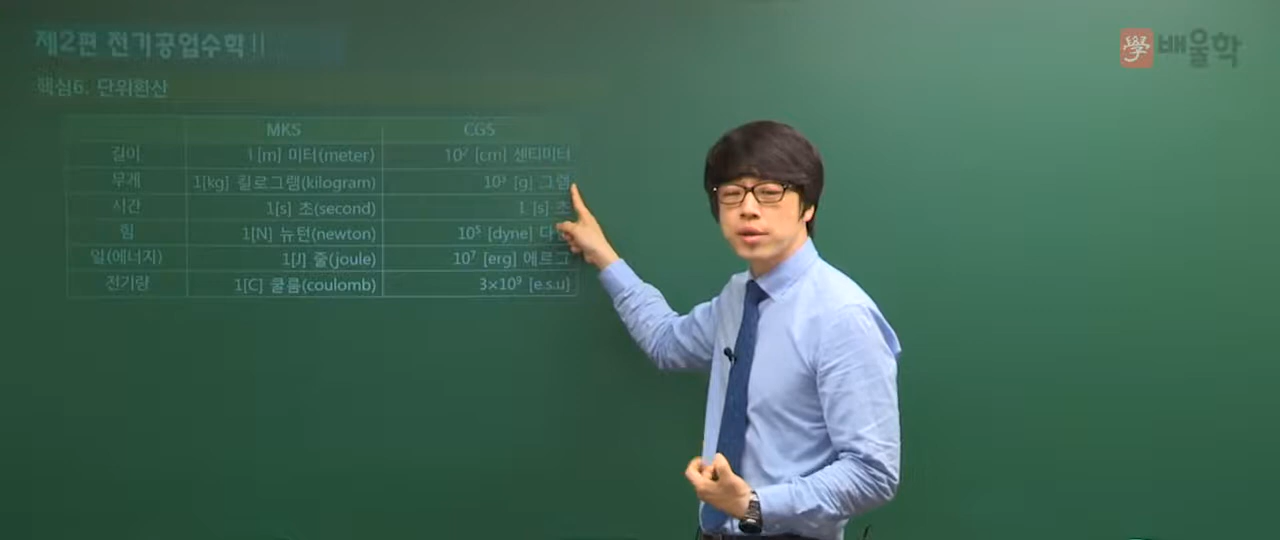 제2편 전기공업수학 II
핵심6. 단위환산
MKS CGS
길이 1 [m] 미터(meter) 10² [cm] 센티미터
무게 1[kg] 킬로그램(kilogram) 10³ [g] 그램
시간 1[s] 초(second) 1 [s] 초
힘 1[N] 뉴턴(newton) 10⁵ [dyne]
일(에너지) 1[J] 줄(joule) 10⁷ [erg] 에르그
전기량 1[C] 쿨롬(coulomb) 3×10⁹ [e.s.u]
學 배울학